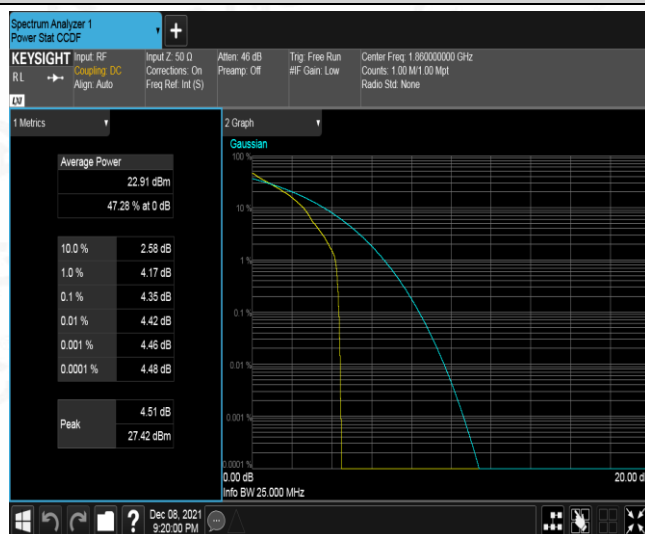 Spectrum Analyzer 1
Power Stat CCDF
+
KEYSIGHT
RL
LXI
Input: RF
Coupling: DC
Align: Auto
Input Z: 50 Ω
Corrections: On
Freq Ref: Int (S)
Atten: 46 dB
Preamp: Off
Trig: Free Run
#IF Gain: Low
Center Freq: 1.860000000 GHz
Counts: 1.00 M/1.00 Mpt
Radio Std: None
1 Metrics
Average Power
22.91 dBm
47.28 % at 0 dB
10.0 % 2.58 dB
1.0 % 4.17 dB
0.1 % 4.35 dB
0.01 % 4.42 dB
0.001 % 4.46 dB
0.0001 % 4.48 dB
Peak
4.51 dB
27.42 dBm
2 Graph
Gaussian
100 %
10 %
1 %
0.1 %
0.01 %
0.001 %
0.0001 %
0.00 dB
20.00 d
Info BW 25.000 MHz
?
Dec 08, 2021
9:20:00 PM